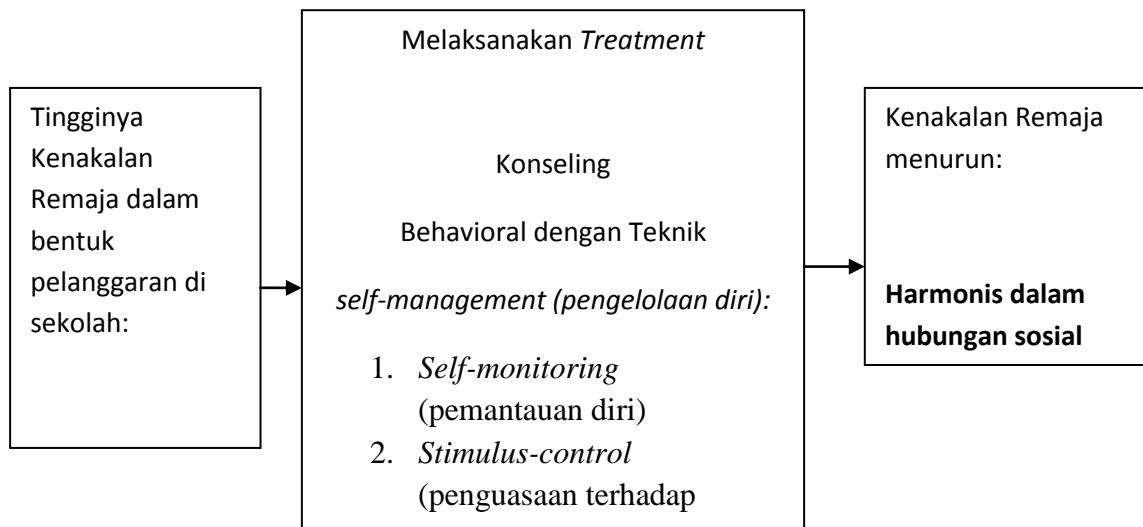 Tingginya
Kenakalan
Remaja dalam
bentuk
pelanggaran di
sekolah:
Melaksanakan Treatment
Konseling
Behavioral dengan Teknik
self-management (pengelolaan diri):
1. Self-monitoring
(pemantauan diri)
2. Stimulus-control
(penguasaan terhadap
Kenakalan Remaja
menurun:
Harmonis dalam
hubungan sosial